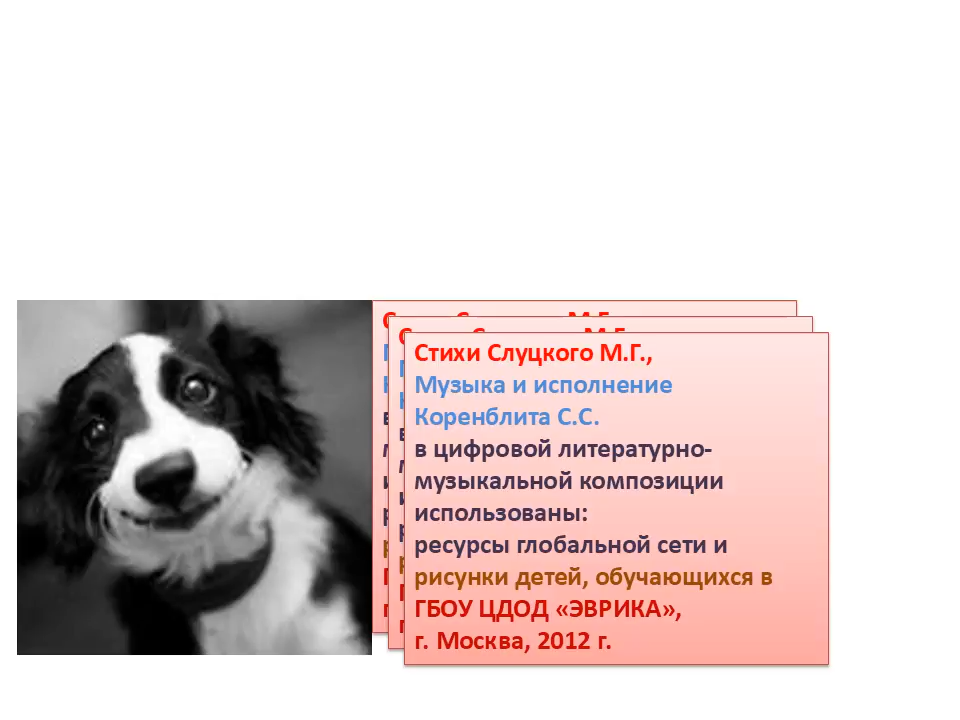 Стихи Слуцкого М.Г.,
Музыка и исполнение
Коренблита С.С.
в цифровой литературно-
музыкальной композиции
использованы:
ресурсы глобальной сети и
рисунки детей, обучающихся в
ГБОУ ЦДОД «ЭВРИКА»,
г. Москва, 2012 г.